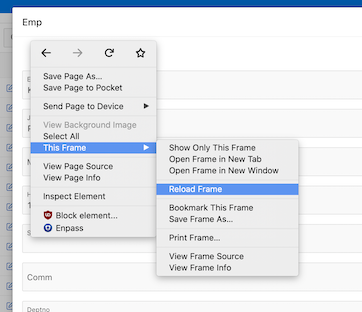 Emp
Save Page As...
Save Page to Pocket
Send Page to Device
View Background Image
Select All
This Frame
View Page Source
View Page Info
Inspect Element
Block element...
Enpass
Show Only This Frame
Open Frame in New Tab
Open Frame in New Window
Reload Frame
Bookmark This Frame
Save Frame As...
Print Frame...
View Frame Source
View Frame Info
Comm
Deptno